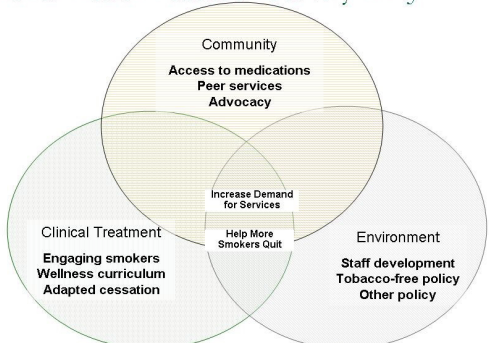 Community
Access to medications
Peer services
Advocacy
Increase Demand
for Services
Help More
Smokers Quit
Clinical Treatment
Engaging smokers
Wellness curriculum
Adapted cessation
Environment
Staff development
Tobacco-free policy
Other policy